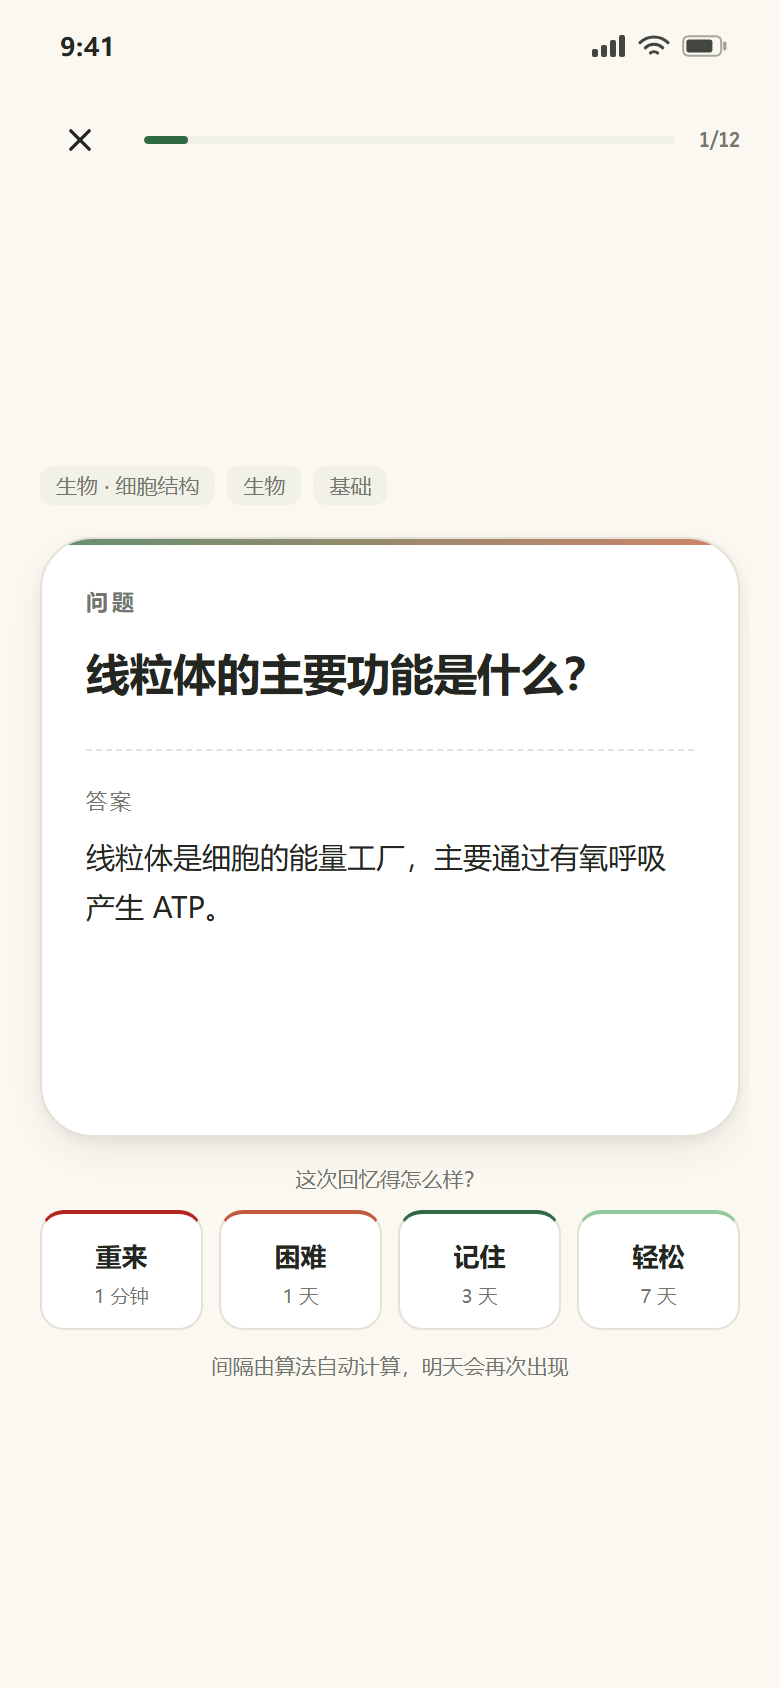 9:41
1/12
生物 · 细胞结构
生物
基础
问题
线粒体的主要功能是什么？
答案
线粒体是细胞的能量工厂，主要通过有氧呼吸
产生 ATP。
这次回忆得怎么样？
重来
1 分钟
困难
1 天
记住
3 天
轻松
7 天
间隔由算法自动计算，明天会再次出现